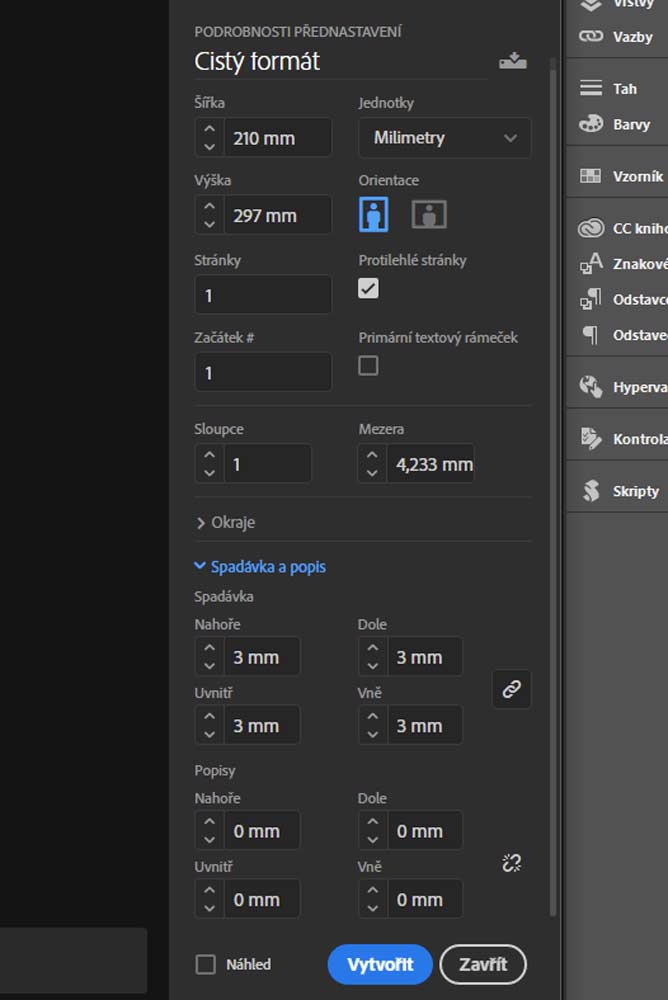 PODROBNOSTI PŘEDNASTAVENÍ
Cistý formát
Šířka
Jednotky
210 mm
Milimetry
Výška
Orientace
297 mm
Stránky
Protilehlé stránky
1
Začátek #
Primární textový rámeček
1
Sloupce
Mezera
1
4,233 mm
Okraje
Spadávka a popis
Spadávka
Nahoře
Dole
3 mm
3 mm
Uvnitř
Vně
3 mm
3 mm
Popisy
Nahoře
Dole
0 mm
0 mm
Uvnitř
Vně
0 mm
0 mm
Náhled
Vytvořit
Zavřít
Vrstvy
Vazby
Tah
Barvy
Vzorník
CC kniho
Znakové
Odstavco
Odstaveo
Hyperva
Kontrola
Skripty